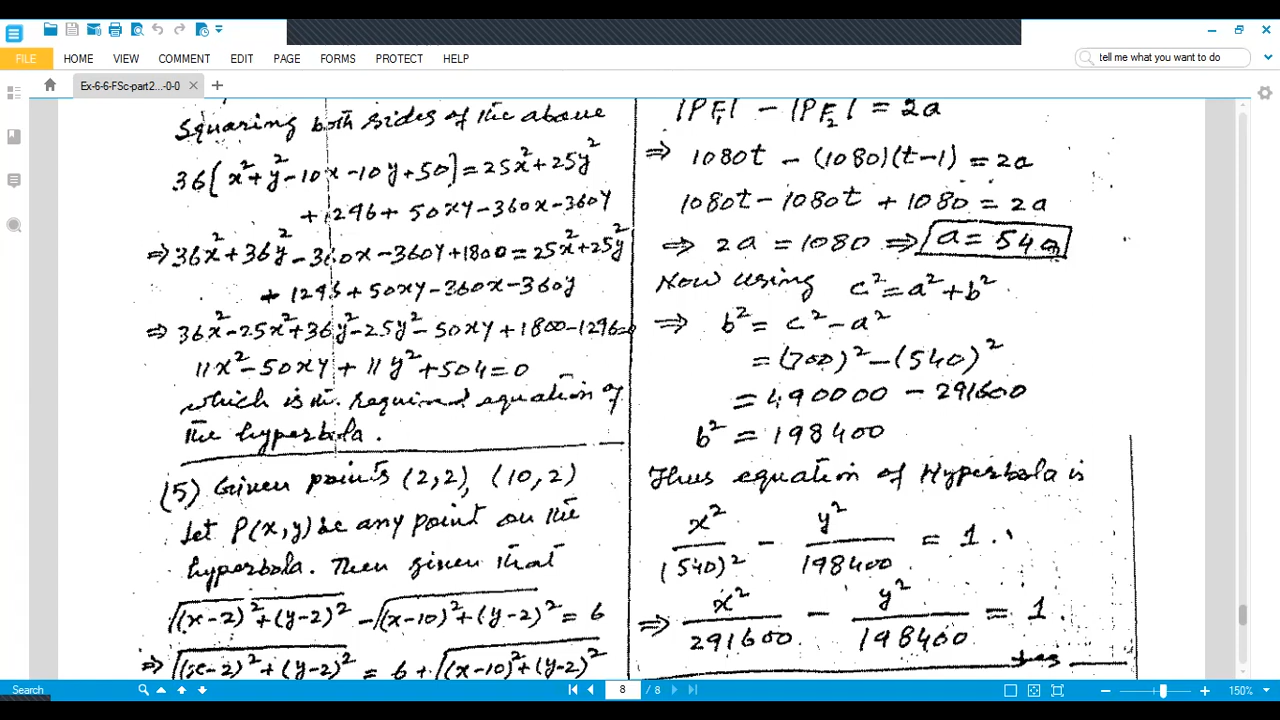 FILE HOME VIEW COMMENT EDIT PAGE FORMS PROTECT HELP tell me what you want to do
Ex-6-6-FSc-part2...-0-0
Squaring both sides of the above
36[x²+y²-10x-10y+50]=25x²+25y²
+1296+50xy-360x-360y
⇒36x²+36y²-360x-360y+1800=25x²+25y²
+1296+50xy-360x-360y
⇒ 36x²-25x²+36y²-25y²-50xy+1800-1296=0
11x²-50xy+11y²+504=0
which is the required equation of
the hyperbola.
(5) Given points (2,2), (10,2)
Let P(x,y) be any point on the
hyperbola. Then given that
√(x-2)²+(y-2)² - √(x-10)²+(y-2)² = 6
⇒ √(x-2)²+(y-2)² = 6+√(x-10)²+(y-2)²
|PF₁| - |PF₂| = 2a
⇒ 1080t - (1080)(t-1) = 2a
1080t-1080t + 1080 = 2a
⇒ 2a = 1080 ⇒ a = 540
Now using c²=a²+b²
⇒ b² = c²-a²
= (700)²-(540)²
= 490000 - 291600
b² = 198400
Thus equation of Hyperbola is
x²/(540)² - y²/198400 = 1.
⇒ x²/291600 - y²/198400 = 1.
Search 8 / 8 150%